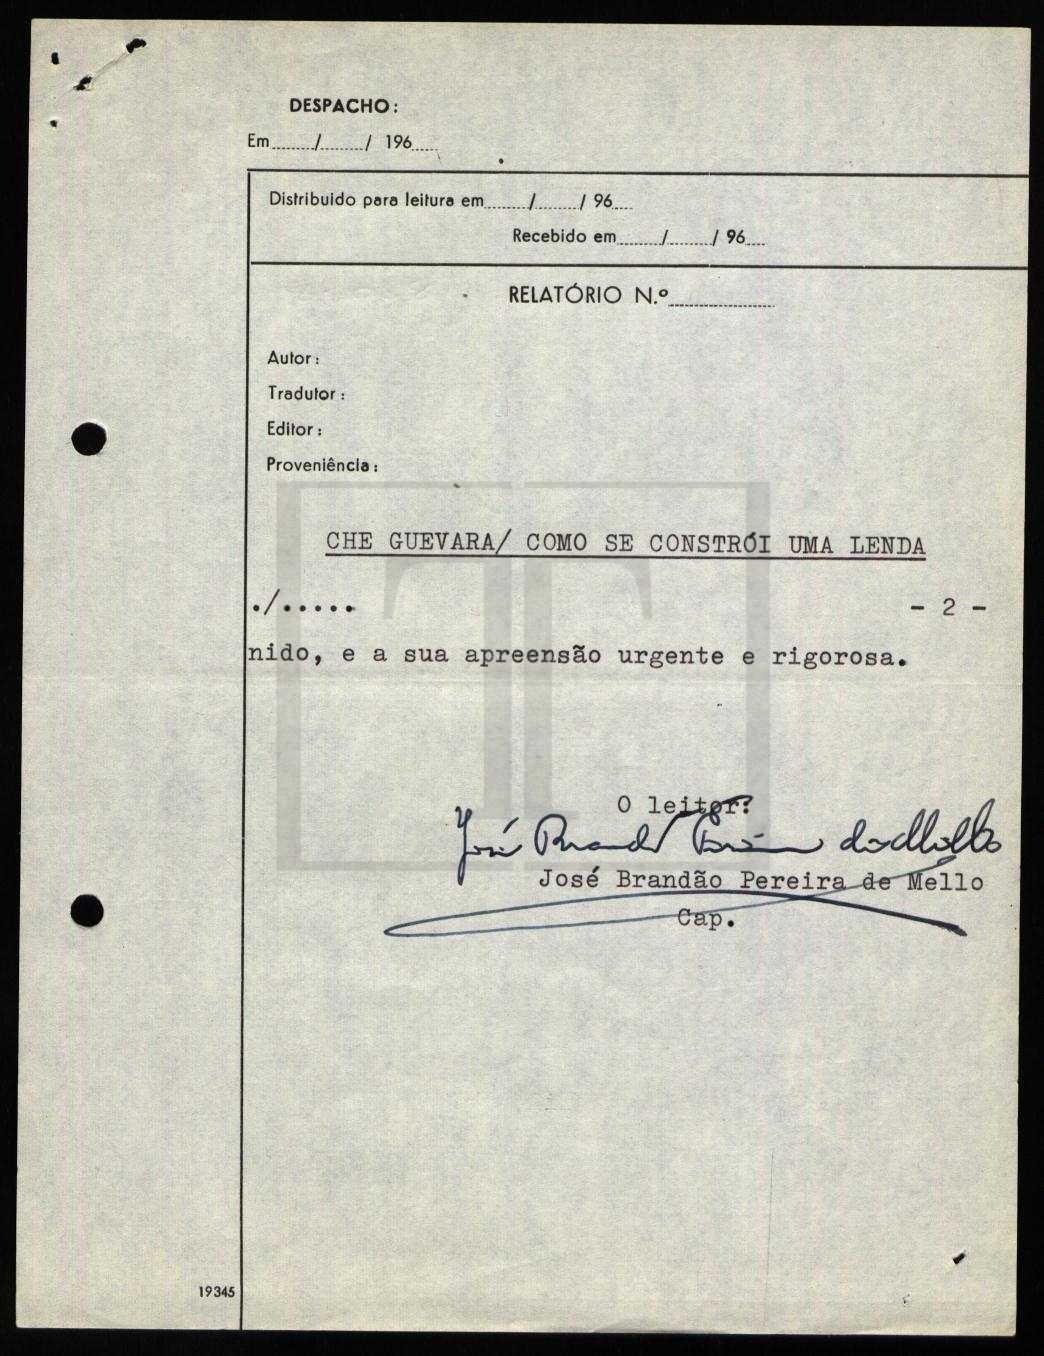 DESPACHO:
Em......./......./ 196.....
Distribuido para leitura em......./......./ 96....
Recebido em......./......./ 96....
RELATÓRIO N.º................
Autor:
Tradutor:
Editor:
Proveniência:
CHE GUEVARA/ COMO SE CONSTRÓI UMA LENDA
./.....
- 2 -
nido, e a sua apreensão urgente e rigorosa.
O leitor:
José Brandão Pereira de Mello
José Brandão Pereira de Mello
Cap.
19345